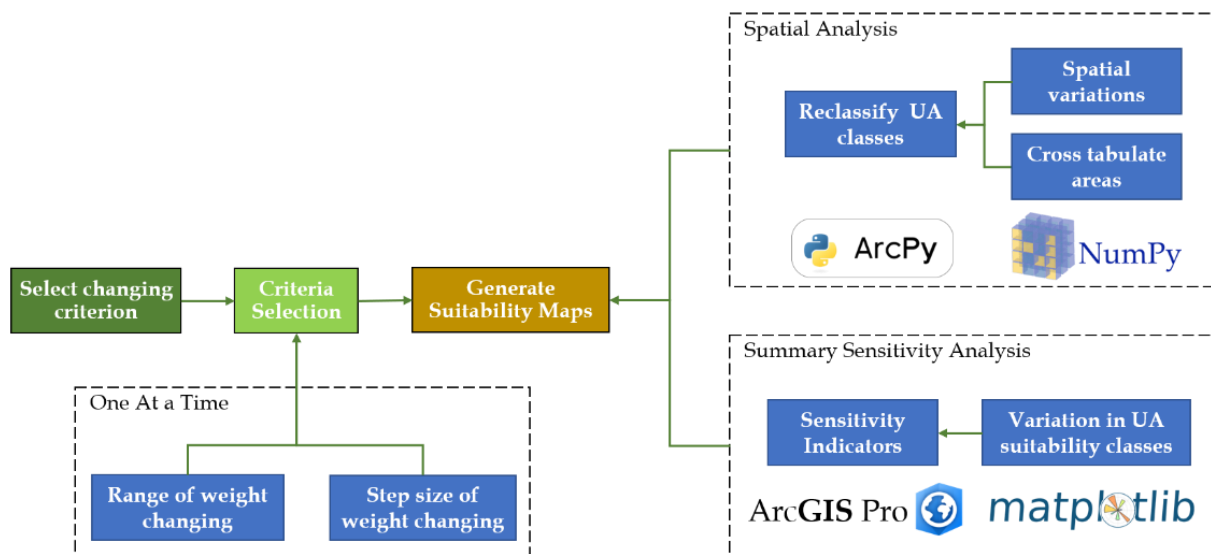 Spatial Analysis
Spatial
variations
Reclassify UA
classes
Cross tabulate
areas
ArcPy
NumPy
Select changing
criterion
Criteria
Selection
Generate
Suitability Maps
Summary Sensitivity Analysis
One At a Time
Sensitivity
Indicators
Variation in UA
suitability classes
Range of weight
changing
Step size of
weight changing
ArcGIS Pro
matplotlib